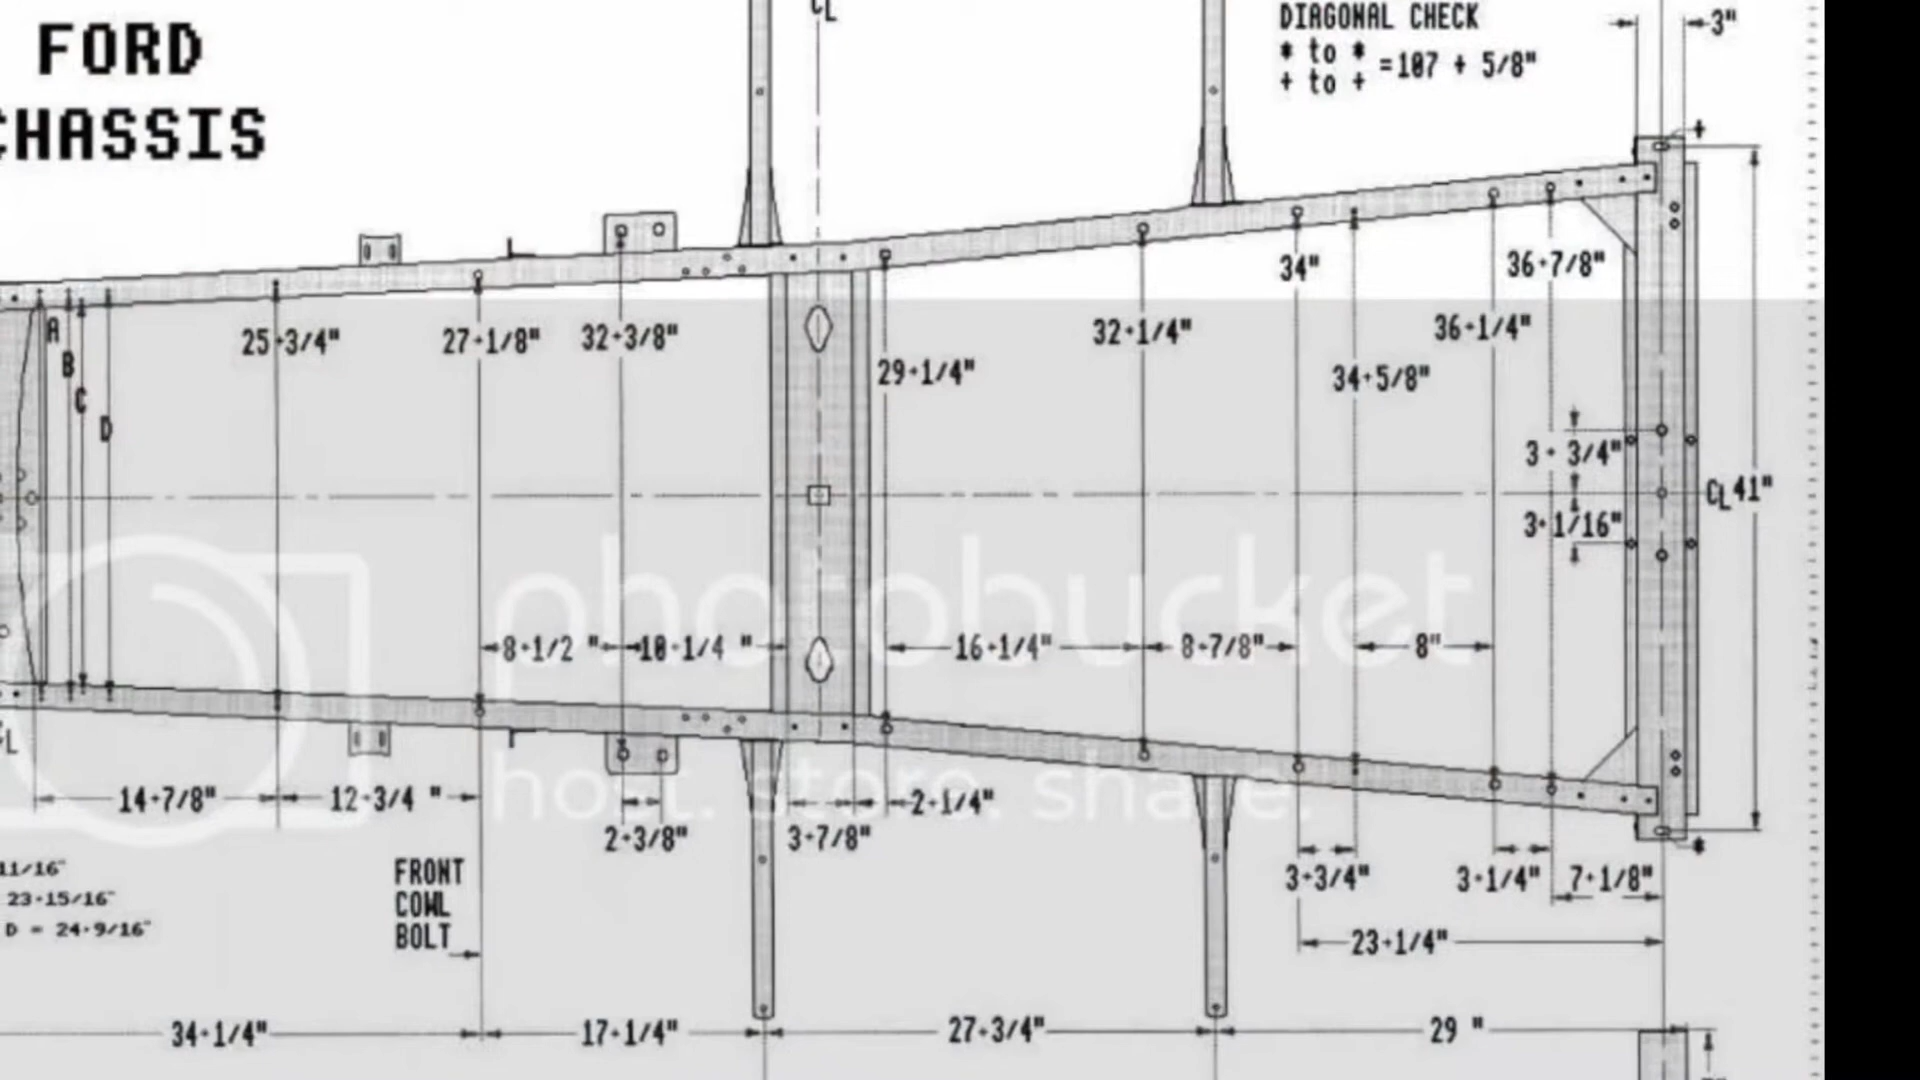 FORD
CHASSIS
CL
DIAGONAL CHECK
* to *
+ to +
=107 + 5/8"
3"
+
34"
36-7/8"
25-3/4"
27-1/8"
32-3/8"
32-1/4"
36-1/4"
29-1/4"
34-5/8"
A
B
C
D
3-3/4"
CL 41"
3-1/16"
photobucket
8-1/2 "
10-1/4 "
16-1/4"
8-7/8"
8"
host. store. share.
14-7/8"
12-3/4 "
2-1/4"
2-3/8"
3-7/8"
*
11/16"
23-15/16"
D = 24-9/16"
FRONT
COWL
BOLT
3-3/4"
3-1/4"
7-1/8"
23-1/4"
34-1/4"
17-1/4"
27-3/4"
29 "